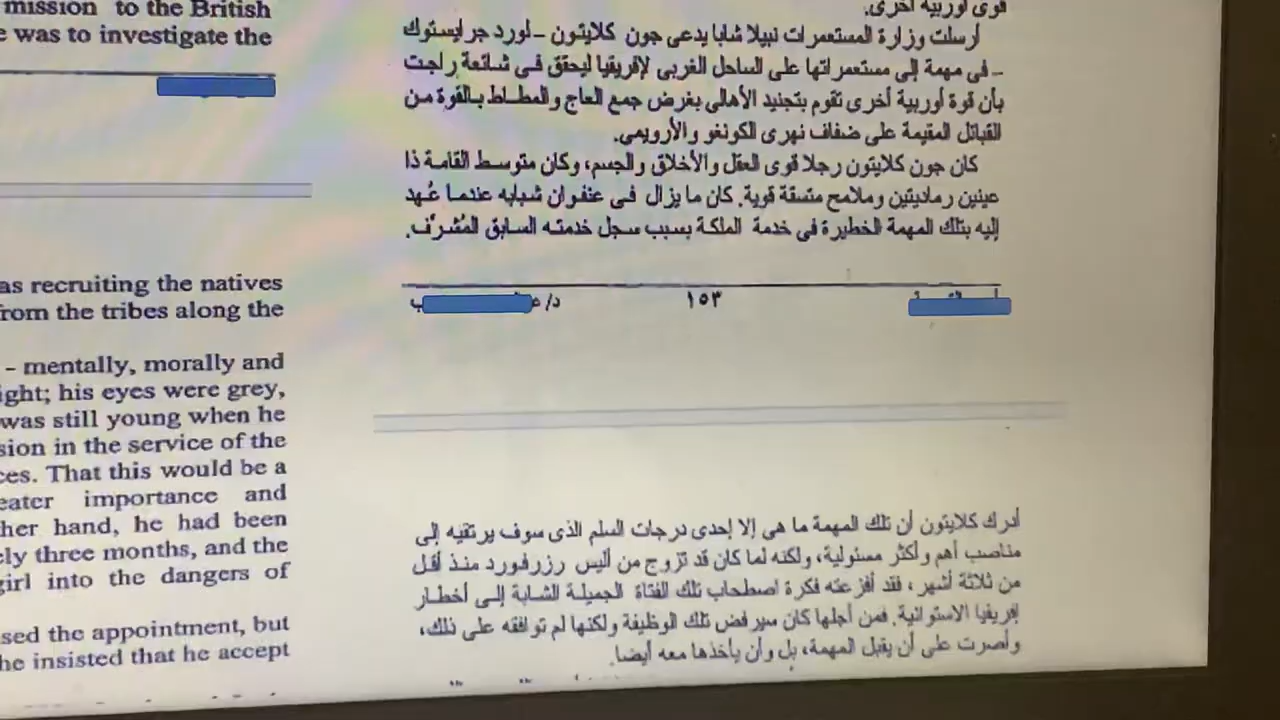 mission to the British
e was to investigate the
as recruiting the natives
rom the tribes along the
– mentally, morally and
ight; his eyes were grey,
was still young when he
sion in the service of the
ces. That this would be a
eater importance and
her hand, he had been
ely three months, and the
girl into the dangers of
sed the appointment, but
he insisted that he accept
قوى أوربية أخرى.
أرسلت وزارة المستعمرات نبيلا شابا يدعى جون كلايتون – لورد جرايستوك
– فى مهمة إلى مستعمراتها على الساحل الغربى لإفريقيا ليحقق فى شائعة راجت
بأن قوة أوربية أخرى تقوم بتجنيد الأهالى بغرض جمع العاج والمطاط بالقوة من
القبائل المقيمة على ضفاف نهرى الكونغو والأرويمى.
كان جون كلايتون رجلا قوى العقل والأخلاق والجسم، وكان متوسط القامة ذا
عينين رماديتين وملامح متسقة قوية. كان ما يزال فى عنفوان شبابه عندما عُهد
إليه بتلك المهمة الخطيرة فى خدمة الملكة بسبب سجل خدمته السابق المُشرّف.
١٥٣ د/ ع
أدرك كلايتون أن تلك المهمة ما هى إلا إحدى درجات السلم الذى سوف يرتقيه إلى
مناصب أهم وأكثر مسئولية، ولكنه لما كان قد تزوج من أليس رزرفورد منذ أقل
من ثلاثة أشهر، فقد أفزعته فكرة اصطحاب تلك الفتاة الجميلة الشابة إلى أخطار
إفريقيا الاستوائية. فمن أجلها كان سيرفض تلك الوظيفة ولكنها لم توافقه على ذلك،
وأصرت على أن يقبل المهمة، بل وأن يأخذها معه أيضا.